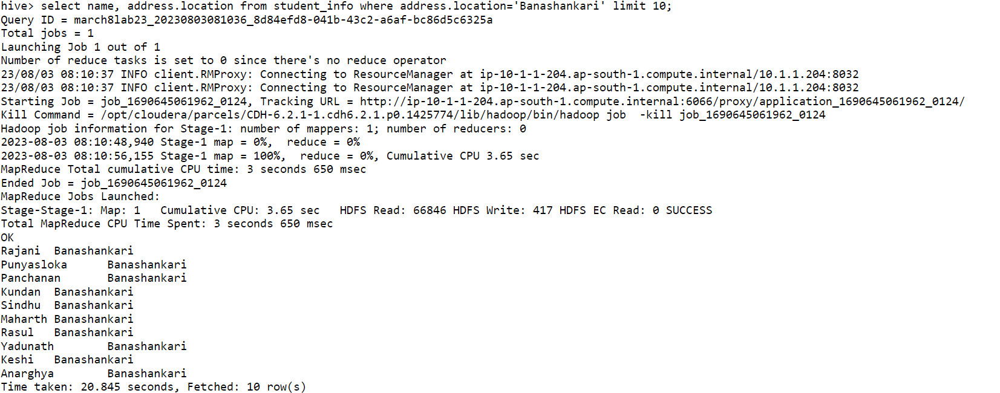 hive> select name, address.location from student_info where address.location='Banashankari' limit 10;
Query ID = march8lab23_20230803081036_8d84efd8-041b-43c2-a6af-bc86d5c6325a
Total jobs = 1
Launching Job 1 out of 1
Number of reduce tasks is set to 0 since there's no reduce operator
23/08/03 08:10:37 INFO client.RMProxy: Connecting to ResourceManager at ip-10-1-1-204.ap-south-1.compute.internal/10.1.1.204:8032
23/08/03 08:10:37 INFO client.RMProxy: Connecting to ResourceManager at ip-10-1-1-204.ap-south-1.compute.internal/10.1.1.204:8032
Starting Job = job_1690645061962_0124, Tracking URL = http://ip-10-1-1-204.ap-south-1.compute.internal:6066/proxy/application_1690645061962_0124/
Kill Command = /opt/cloudera/parcels/CDH-6.2.1-1.cdh6.2.1.p0.1425774/lib/hadoop/bin/hadoop job  -kill job_1690645061962_0124
Hadoop job information for Stage-1: number of mappers: 1; number of reducers: 0
2023-08-03 08:10:48,940 Stage-1 map = 0%,  reduce = 0%
2023-08-03 08:10:56,155 Stage-1 map = 100%,  reduce = 0%, Cumulative CPU 3.65 sec
MapReduce Total cumulative CPU time: 3 seconds 650 msec
Ended Job = job_1690645061962_0124
MapReduce Jobs Launched:
Stage-Stage-1: Map: 1   Cumulative CPU: 3.65 sec   HDFS Read: 66846 HDFS Write: 417 HDFS EC Read: 0 SUCCESS
Total MapReduce CPU Time Spent: 3 seconds 650 msec
OK
Rajani  Banashankari
Punyasloka      Banashankari
Panchanan       Banashankari
Kundan  Banashankari
Sindhu  Banashankari
Maharth Banashankari
Rasul   Banashankari
Yadunath        Banashankari
Keshi   Banashankari
Anarghya        Banashankari
Time taken: 20.845 seconds, Fetched: 10 row(s)